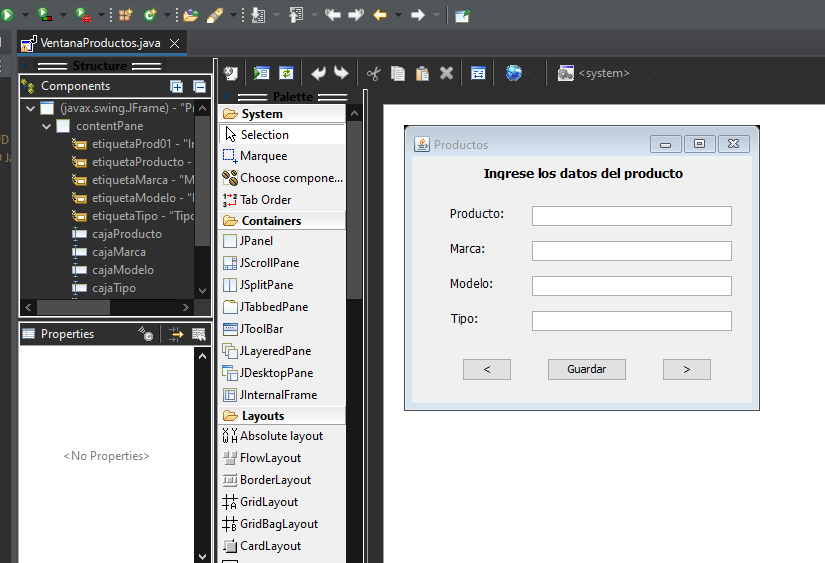 VentanaProductos.java
Structure
Components
(javax.swing.JFrame) - "Pr
contentPane
etiquetaProd01 - "In
etiquetaProducto -
etiquetaMarca - "M
etiquetaModelo - "
etiquetaTipo - "Tipo
cajaProducto
cajaMarca
cajaModelo
cajaTipo
Properties
<No Properties>
Palette
System
Selection
Marquee
Choose compone...
Tab Order
Containers
JPanel
JScrollPane
JSplitPane
JTabbedPane
JToolBar
JLayeredPane
JDesktopPane
JInternalFrame
Layouts
Absolute layout
FlowLayout
BorderLayout
GridLayout
GridBagLayout
CardLayout
<system>
Productos
Ingrese los datos del producto
Producto:
Marca:
Modelo:
Tipo:
< Guardar >